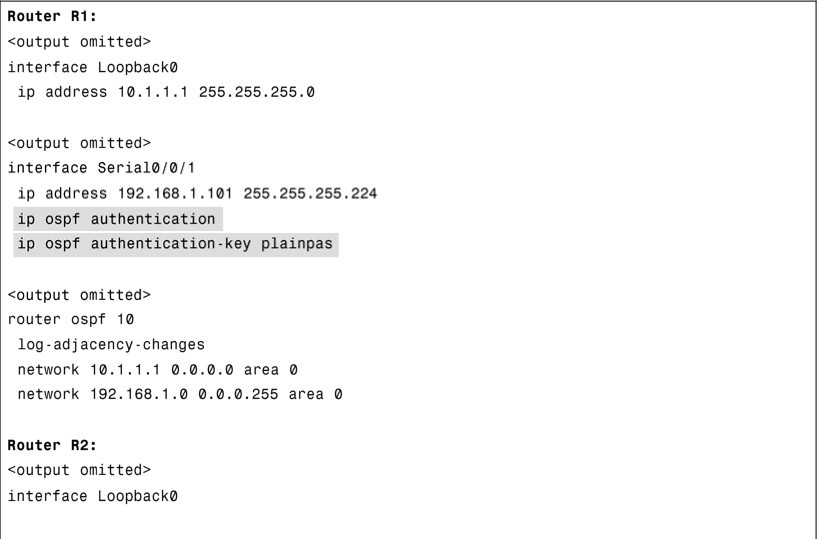 Router R1:
<output omitted>
interface Loopback0
ip address 10.1.1.1 255.255.255.0
<output omitted>
interface Serial0/0/1
ip address 192.168.1.101 255.255.255.224
ip ospf authentication
ip ospf authentication-key plainpas
<output omitted>
router ospf 10
log-adjacency-changes
network 10.1.1.1 0.0.0.0 area 0
network 192.168.1.0 0.0.0.255 area 0
Router R2:
<output omitted>
interface Loopback0